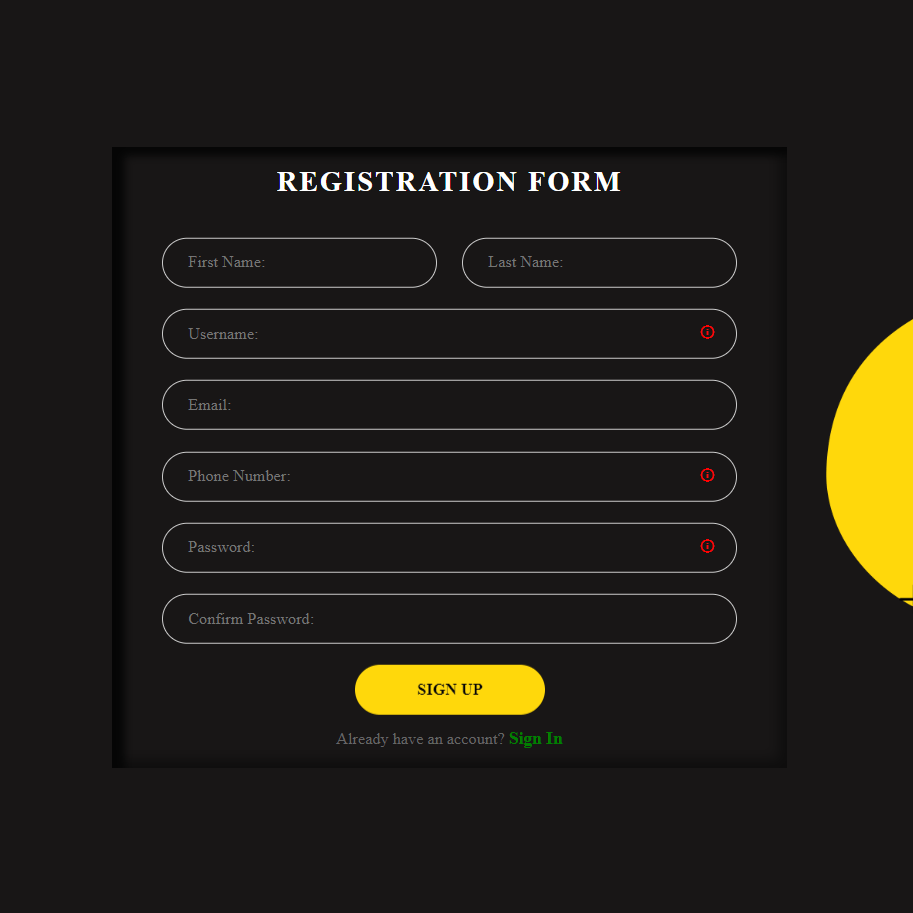 REGISTRATION FORM
First Name:
Last Name:
Username:
Email:
Phone Number:
Password:
Confirm Password:
SIGN UP
Already have an account? Sign In